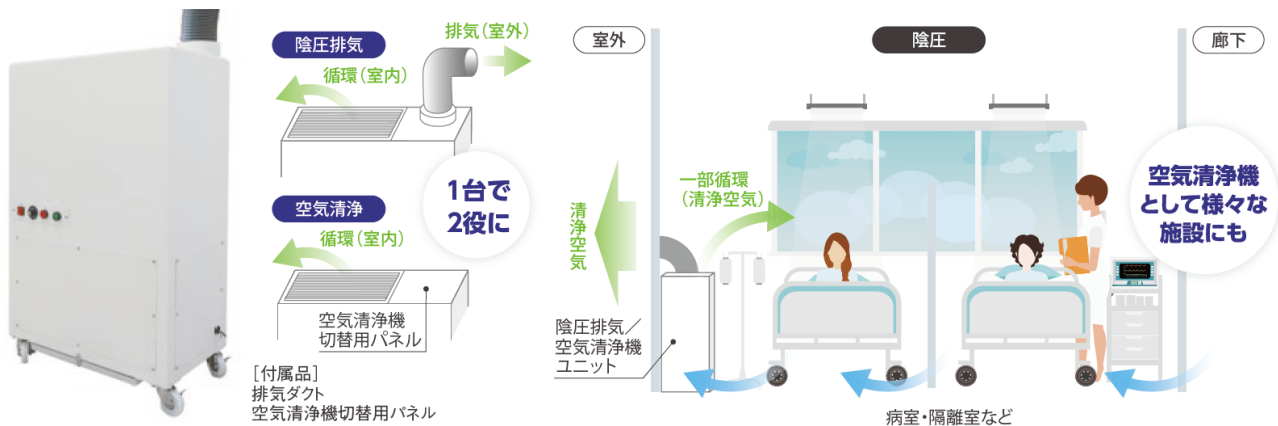 陰圧排気
排気(室外)
循環(室内)
1台で
2役に
空気清浄
循環(室内)
空気清浄機
切替用パネル
[付属品]
排気ダクト
空気清浄機切替用パネル
室外
陰圧
廊下
清浄空気
一部循環
(清浄空気)
空気清浄機
として様々な
施設にも
陰圧排気/
空気清浄機
ユニット
病室・隔離室など